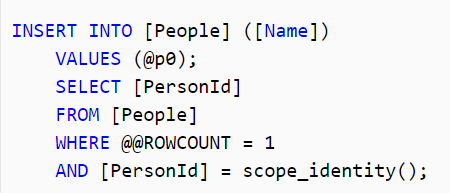 INSERT INTO [People] ([Name])
    VALUES (@p0);
    SELECT [PersonId]
    FROM [People]
    WHERE @@ROWCOUNT = 1
    AND [PersonId] = scope_identity();